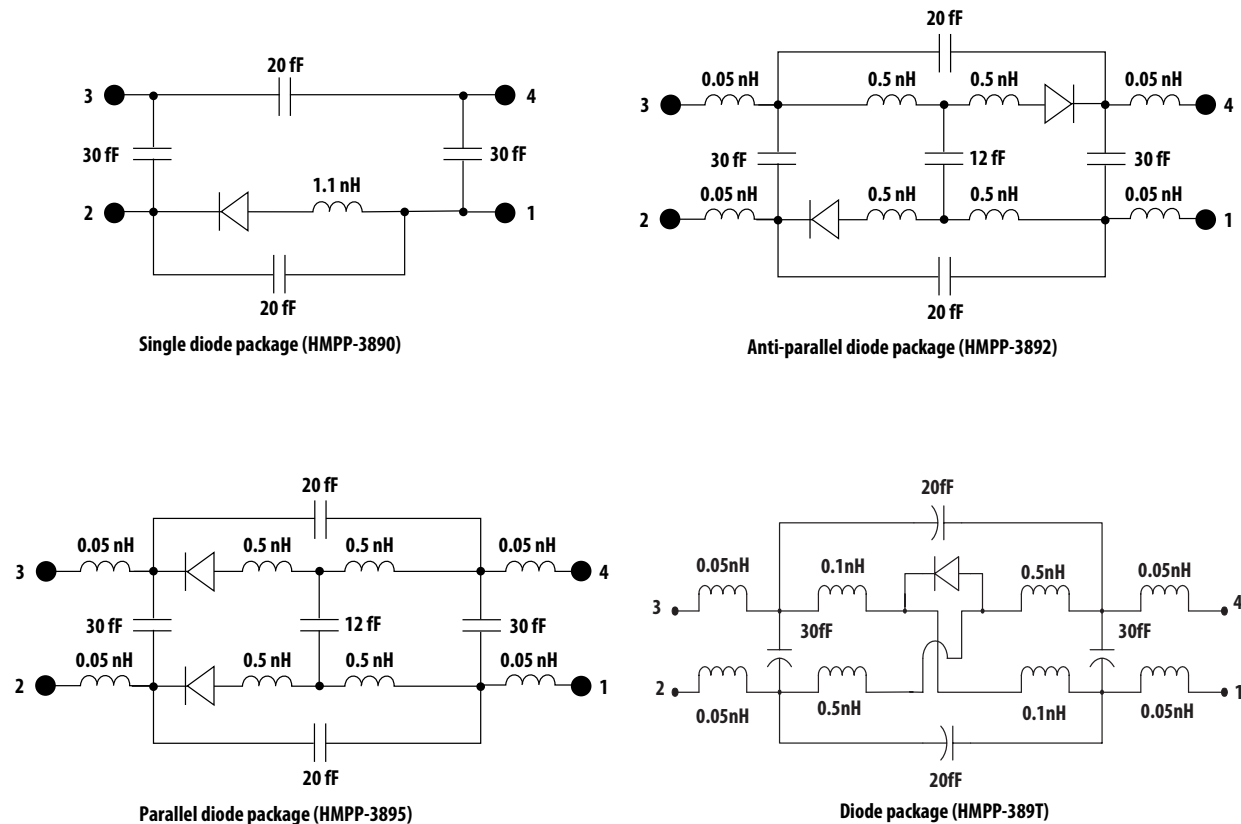 20 fF
3
4
30 fF
30 fF
1.1 nH
2
1
20 fF
Single diode package (HMPP-3890)
20 fF
0.05 nH
0.5 nH
0.5 nH
0.05 nH
3
4
30 fF
12 fF
30 fF
0.05 nH
0.5 nH
0.5 nH
0.05 nH
2
1
20 fF
Anti-parallel diode package (HMPP-3892)
20 fF
0.05 nH
0.5 nH
0.5 nH
0.05 nH
3
4
30 fF
12 fF
30 fF
0.05 nH
0.5 nH
0.5 nH
0.05 nH
2
1
20 fF
Parallel diode package (HMPP-3895)
20fF
0.05nH
0.1nH
0.5nH
0.05nH
3
4
30fF
30fF
2
1
0.05nH
0.5nH
0.1nH
0.05nH
20fF
Diode package (HMPP-389T)